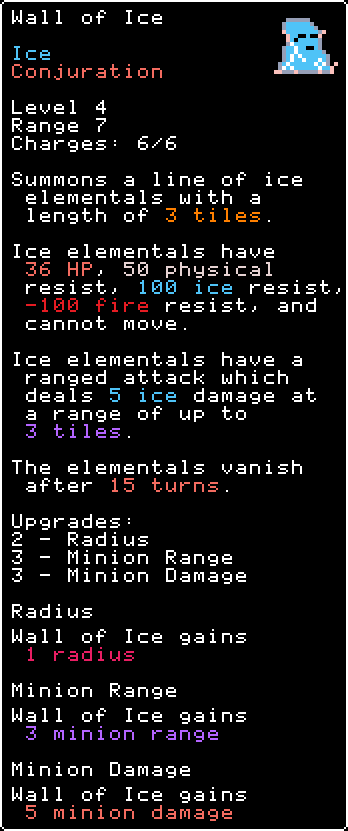 Wall of Ice
Ice
Conjuration
Level 4
Range 7
Charges: 6/6
Summons a line of ice
elementals with a
length of 3 tiles.
Ice elementals have
36 HP, 50 physical
resist, 100 ice resist,
-100 fire resist, and
cannot move.
Ice elementals have a
ranged attack which
deals 5 ice damage at
a range of up to
3 tiles.
The elementals vanish
after 15 turns.
Upgrades:
2 - Radius
3 - Minion Range
3 - Minion Damage
Radius
Wall of Ice gains
1 radius
Minion Range
Wall of Ice gains
3 minion range
Minion Damage
Wall of Ice gains
5 minion damage